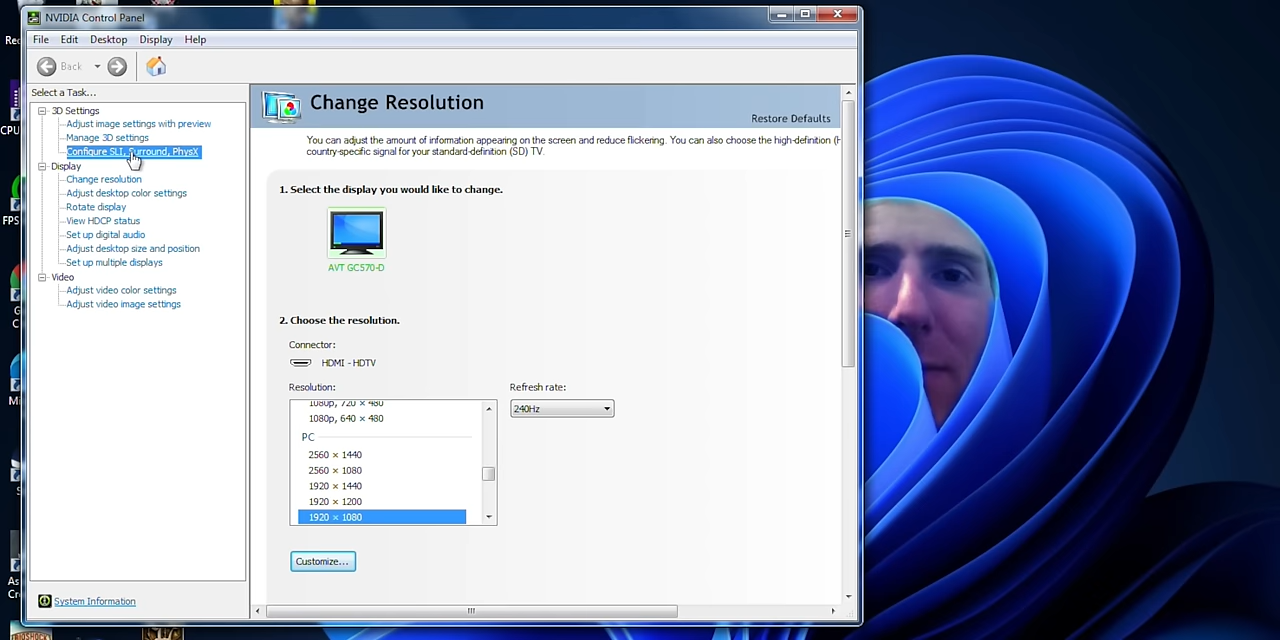 NVIDIA Control Panel
File Edit Desktop Display Help
Back
Select a Task...
3D Settings
Adjust image settings with preview
Manage 3D settings
Configure SLI, Surround, PhysX
Display
Change resolution
Adjust desktop color settings
Rotate display
View HDCP status
Set up digital audio
Adjust desktop size and position
Set up multiple displays
Video
Adjust video color settings
Adjust video image settings
System Information
Change Resolution
Restore Defaults
You can adjust the amount of information appearing on the screen and reduce flickering. You can also choose the high-definition (H
country-specific signal for your standard-definition (SD) TV.
1. Select the display you would like to change.
AVT GC570-D
2. Choose the resolution.
Connector:
HDMI - HDTV
Resolution:
Refresh rate:
240Hz
1080p, 720 × 480
1080p, 640 × 480
PC
2560 × 1440
2560 × 1080
1920 × 1440
1920 × 1200
1920 × 1080
Customize...
Rec
CPU
FPS
G
C
Mi
S
As
Cre
BIOSHOCK